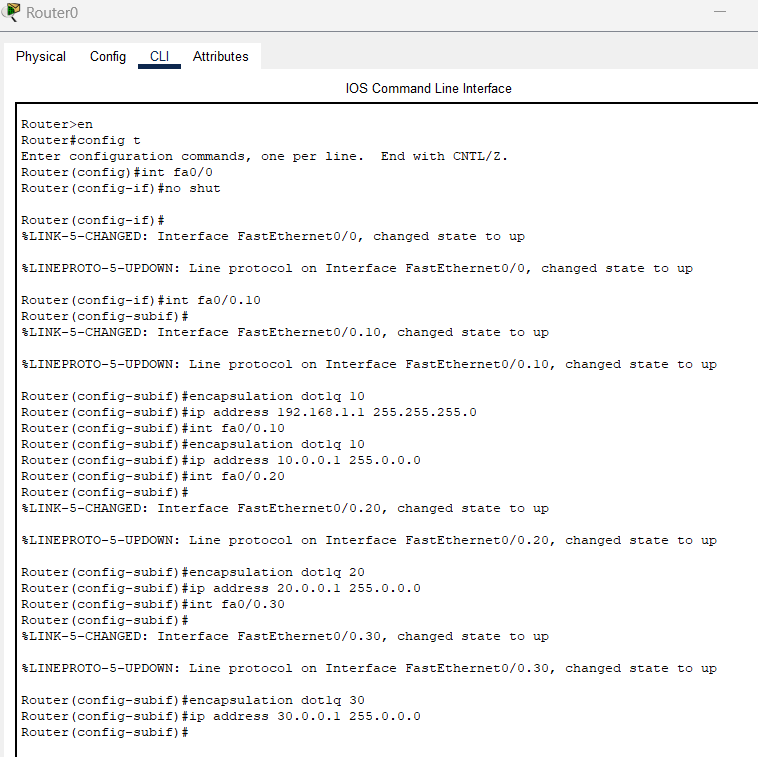 Router0
Physical Config CLI Attributes
IOS Command Line Interface
Router>en
Router#config t
Enter configuration commands, one per line.  End with CNTL/Z.
Router(config)#int fa0/0
Router(config-if)#no shut
Router(config-if)#
%LINK-5-CHANGED: Interface FastEthernet0/0, changed state to up
%LINEPROTO-5-UPDOWN: Line protocol on Interface FastEthernet0/0, changed state to up
Router(config-if)#int fa0/0.10
Router(config-subif)#
%LINK-5-CHANGED: Interface FastEthernet0/0.10, changed state to up
%LINEPROTO-5-UPDOWN: Line protocol on Interface FastEthernet0/0.10, changed state to up
Router(config-subif)#encapsulation dot1q 10
Router(config-subif)#ip address 192.168.1.1 255.255.255.0
Router(config-subif)#int fa0/0.10
Router(config-subif)#encapsulation dot1q 10
Router(config-subif)#ip address 10.0.0.1 255.0.0.0
Router(config-subif)#int fa0/0.20
Router(config-subif)#
%LINK-5-CHANGED: Interface FastEthernet0/0.20, changed state to up
%LINEPROTO-5-UPDOWN: Line protocol on Interface FastEthernet0/0.20, changed state to up
Router(config-subif)#encapsulation dot1q 20
Router(config-subif)#ip address 20.0.0.1 255.0.0.0
Router(config-subif)#int fa0/0.30
Router(config-subif)#
%LINK-5-CHANGED: Interface FastEthernet0/0.30, changed state to up
%LINEPROTO-5-UPDOWN: Line protocol on Interface FastEthernet0/0.30, changed state to up
Router(config-subif)#encapsulation dot1q 30
Router(config-subif)#ip address 30.0.0.1 255.0.0.0
Router(config-subif)#